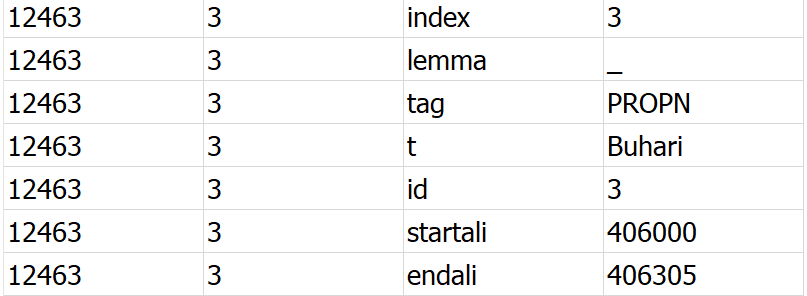 12463 3 index 3
12463 3 lemma _
12463 3 tag PROPN
12463 3 t Buhari
12463 3 id 3
12463 3 startali 406000
12463 3 endali 406305